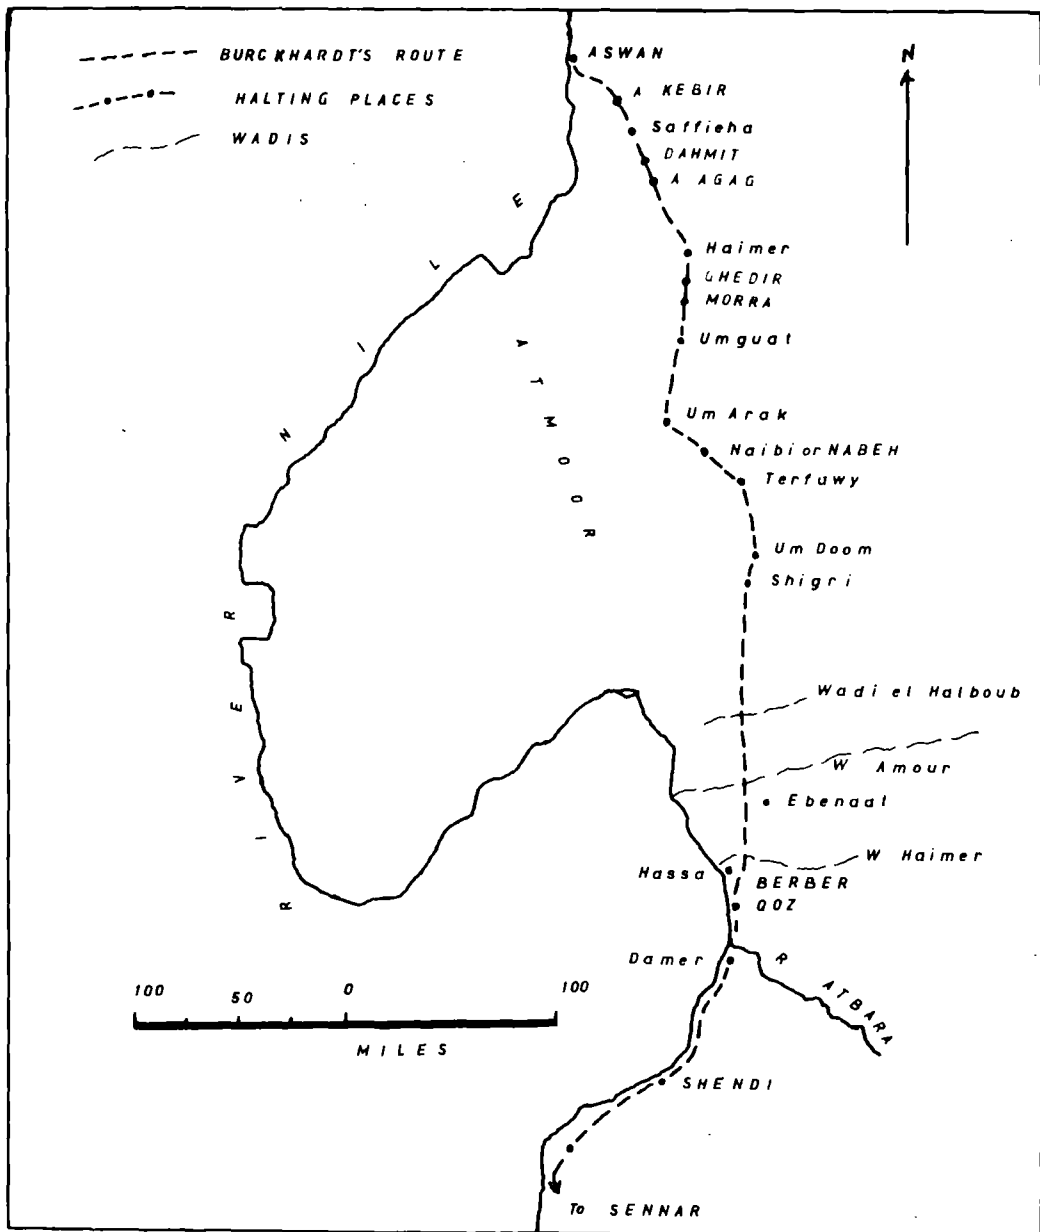 BURCKHARDT'S ROUTE
HALTING PLACES
WADIS
N
ASWAN
A KEBIR
Saffieha
DAHMIT
A AGAG
Haimer
GHEDIR
MORRA
Umguat
Um Arak
Naibi or NABEH
Terfuwy
Um Doom
Shigri
ATMOOR
RIVER NILE
Wadi el Halboub
W Amour
Ebenaat
W Haimer
Hassa
BERBER
QOZ
Damer
R ATBARA
100 50 0 100
MILES
SHENDI
To SENNAR